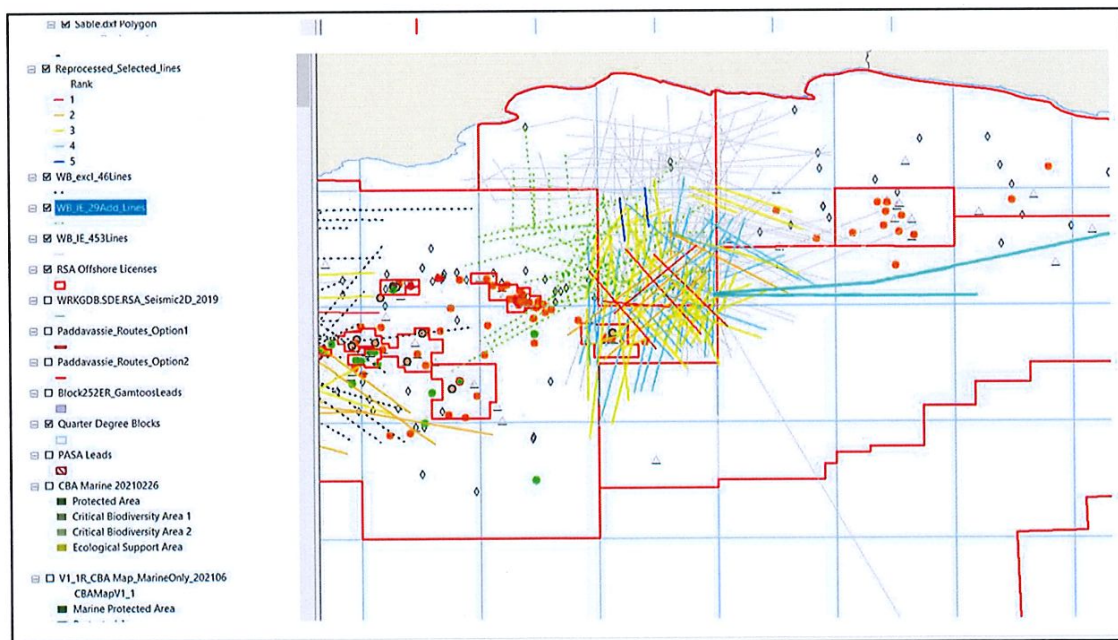 Sable.dxf Polygon
Reprocessed_Selected_lines
Rank
1
2
3
4
5
WB_excl_46Lines
WB_IE_29Add_Lines
WB_IE_453Lines
RSA Offshore Licenses
WRKGDB.SDE.RSA_Seismic2D_2019
Paddavassie_Routes_Option1
Paddavassie_Routes_Option2
Block252ER_GamtoosLeads
Quarter Degree Blocks
PASA Leads
CBA Marine 20210226
Protected Area
Critical Biodiversity Area 1
Critical Biodiversity Area 2
Ecological Support Area
V1_1R_CBA Map_MarineOnly_202106
CBAMapV1_1
Marine Protected Area